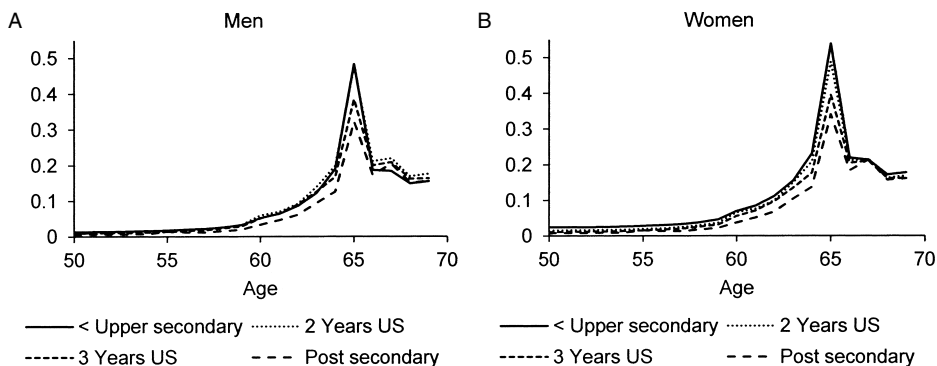 A Men
0.5
0.4
0.3
0.2
0.1
0
50 55 60 65 70
Age
< Upper secondary 2 Years US
3 Years US Post secondary
B Women
0.5
0.4
0.3
0.2
0.1
0
50 55 60 65 70
Age
< Upper secondary 2 Years US
3 Years US Post secondary